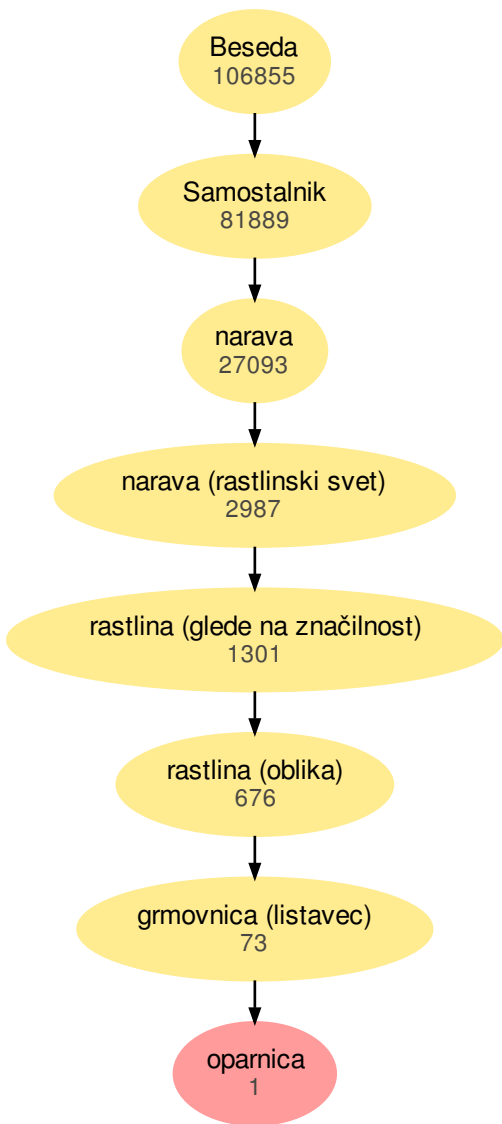 Beseda
106855
Samostalnik
81889
narava
27093
narava (rastlinski svet)
2987
rastlina (glede na značilnost)
1301
rastlina (oblika)
676
grmovnica (listavec)
73
oparnica
1